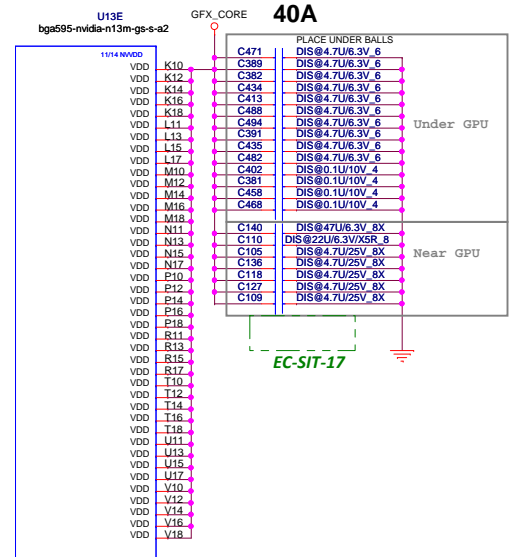 U13E
bga595-nvidia-n13m-gs-s-a2
GFX_CORE
40A
11/14 NVVDD
PLACE UNDER BALLS
C471 DIS@4.7U/6.3V_6
C389 DIS@4.7U/6.3V_6
C382 DIS@4.7U/6.3V_6
C434 DIS@4.7U/6.3V_6
C413 DIS@4.7U/6.3V_6
C488 DIS@4.7U/6.3V_6
C494 DIS@4.7U/6.3V_6
C391 DIS@4.7U/6.3V_6
C435 DIS@4.7U/6.3V_6
C482 DIS@4.7U/6.3V_6
C402 DIS@0.1U/10V_4
C381 DIS@0.1U/10V_4
C458 DIS@0.1U/10V_4
C468 DIS@0.1U/10V_4
Under GPU
C140 DIS@47U/6.3V_8X
C110 DIS@22U/6.3V/X5R_8
C105 DIS@4.7U/25V_8X
C136 DIS@4.7U/25V_8X
C118 DIS@4.7U/25V_8X
C127 DIS@4.7U/25V_8X
C109 DIS@4.7U/25V_8X
Near GPU
EC-SIT-17
VDD K10
VDD K12
VDD K14
VDD K16
VDD K18
VDD L11
VDD L13
VDD L15
VDD L17
VDD M10
VDD M12
VDD M14
VDD M16
VDD M18
VDD N11
VDD N13
VDD N15
VDD N17
VDD P10
VDD P12
VDD P14
VDD P16
VDD P18
VDD R11
VDD R13
VDD R15
VDD R17
VDD T10
VDD T12
VDD T14
VDD T16
VDD T18
VDD U11
VDD U13
VDD U15
VDD U17
VDD V10
VDD V12
VDD V14
VDD V16
VDD V18